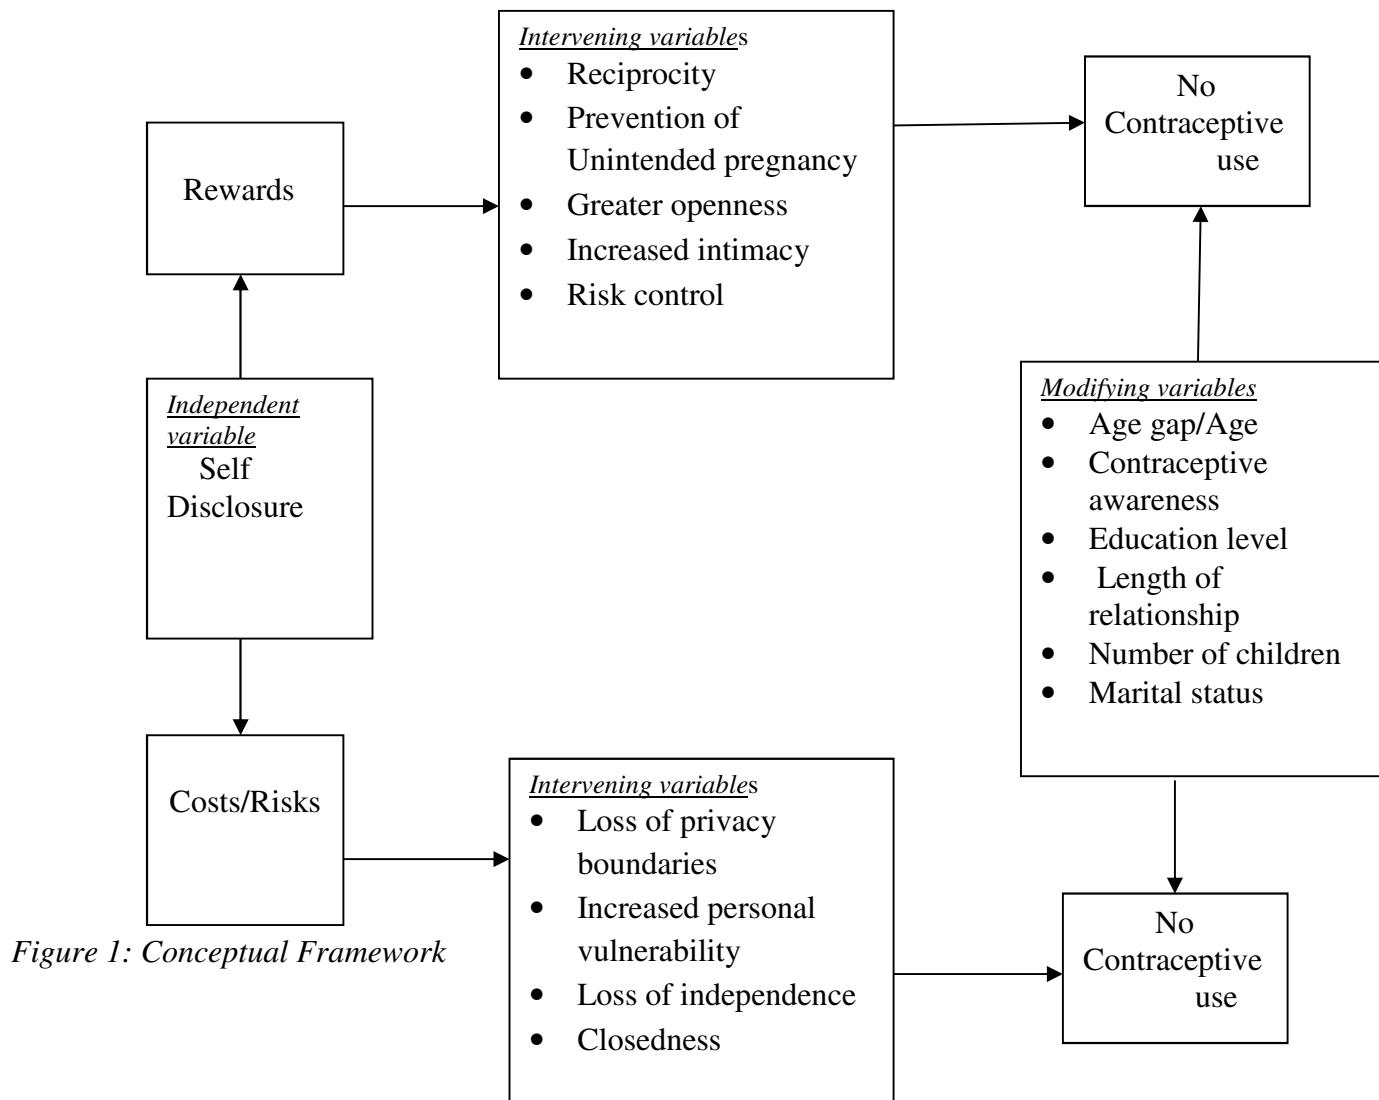 Intervening variables
• Reciprocity
• Prevention of
Unintended pregnancy
• Greater openness
• Increased intimacy
• Risk control
No
Contraceptive
use
Rewards
Independent
variable
Self
Disclosure
Modifying variables
• Age gap/Age
• Contraceptive
awareness
• Education level
• Length of
relationship
• Number of children
• Marital status
Costs/Risks
Intervening variables
• Loss of privacy
boundaries
• Increased personal
vulnerability
• Loss of independence
• Closedness
No
Contraceptive
use
Figure 1: Conceptual Framework